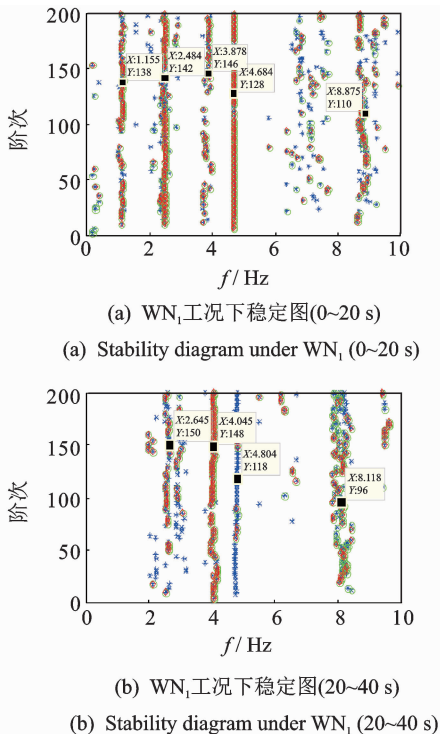 200
150
100
50
0
阶次
X:1.155
Y:138
X:2.484
Y:142
X:3.878
Y:146
X:4.684
Y:128
X:8.875
Y:110
0 2 4 6 8 10
f / Hz
(a) WN₁工况下稳定图(0~20 s)
(a) Stability diagram under WN₁ (0~20 s)
200
150
100
50
0
阶次
X:2.645
Y:150
X:4.045
Y:148
X:4.804
Y:118
X:8.118
Y:96
0 2 4 6 8 10
f / Hz
(b) WN₁工况下稳定图(20~40 s)
(b) Stability diagram under WN₁ (20~40 s)